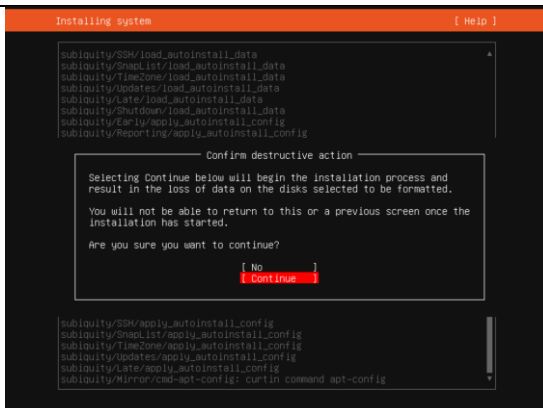 Installing system [ Help ]
subiquity/SSH/load_autoinstall_data
subiquity/SnapList/load_autoinstall_data
subiquity/TimeZone/load_autoinstall_data
subiquity/Updates/load_autoinstall_data
subiquity/Late/load_autoinstall_data
subiquity/Shutdown/load_autoinstall_data
subiquity/Early/apply_autoinstall_config
subiquity/Reporting/apply_autoinstall_config
Confirm destructive action
Selecting Continue below will begin the installation process and
result in the loss of data on the disks selected to be formatted.
You will not be able to return to this or a previous screen once the
installation has started.
Are you sure you want to continue?
[ No ]
[ Continue ]
subiquity/SSH/apply_autoinstall_config
subiquity/SnapList/apply_autoinstall_config
subiquity/TimeZone/apply_autoinstall_config
subiquity/Updates/apply_autoinstall_config
subiquity/Late/apply_autoinstall_config
subiquity/Mirror/cmd-apt-config: curtin command apt-config